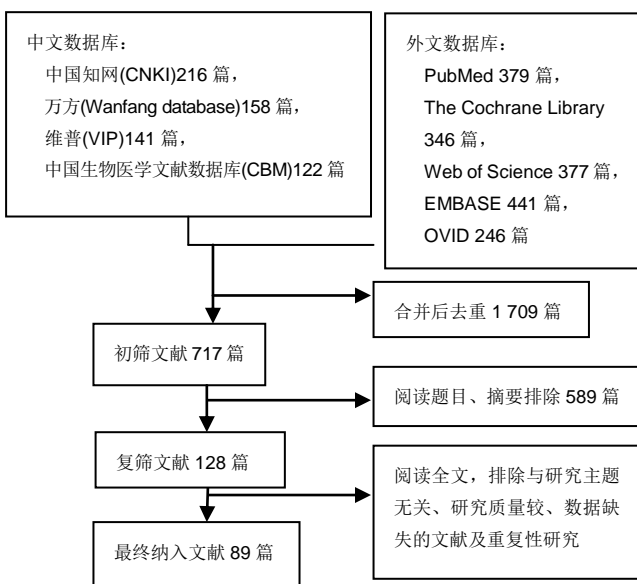 中文数据库：
中国知网(CNKI)216 篇，
万方(Wanfang database)158 篇，
维普(VIP)141 篇，
中国生物医学文献数据库(CBM)122 篇
外文数据库：
PubMed 379 篇，
The Cochrane Library
346 篇，
Web of Science 377 篇，
EMBASE 441 篇，
OVID 246 篇
合并后去重 1 709 篇
初筛文献 717 篇
阅读题目、摘要排除 589 篇
复筛文献 128 篇
阅读全文，排除与研究主题
无关、研究质量较、数据缺
失的文献及重复性研究
最终纳入文献 89 篇